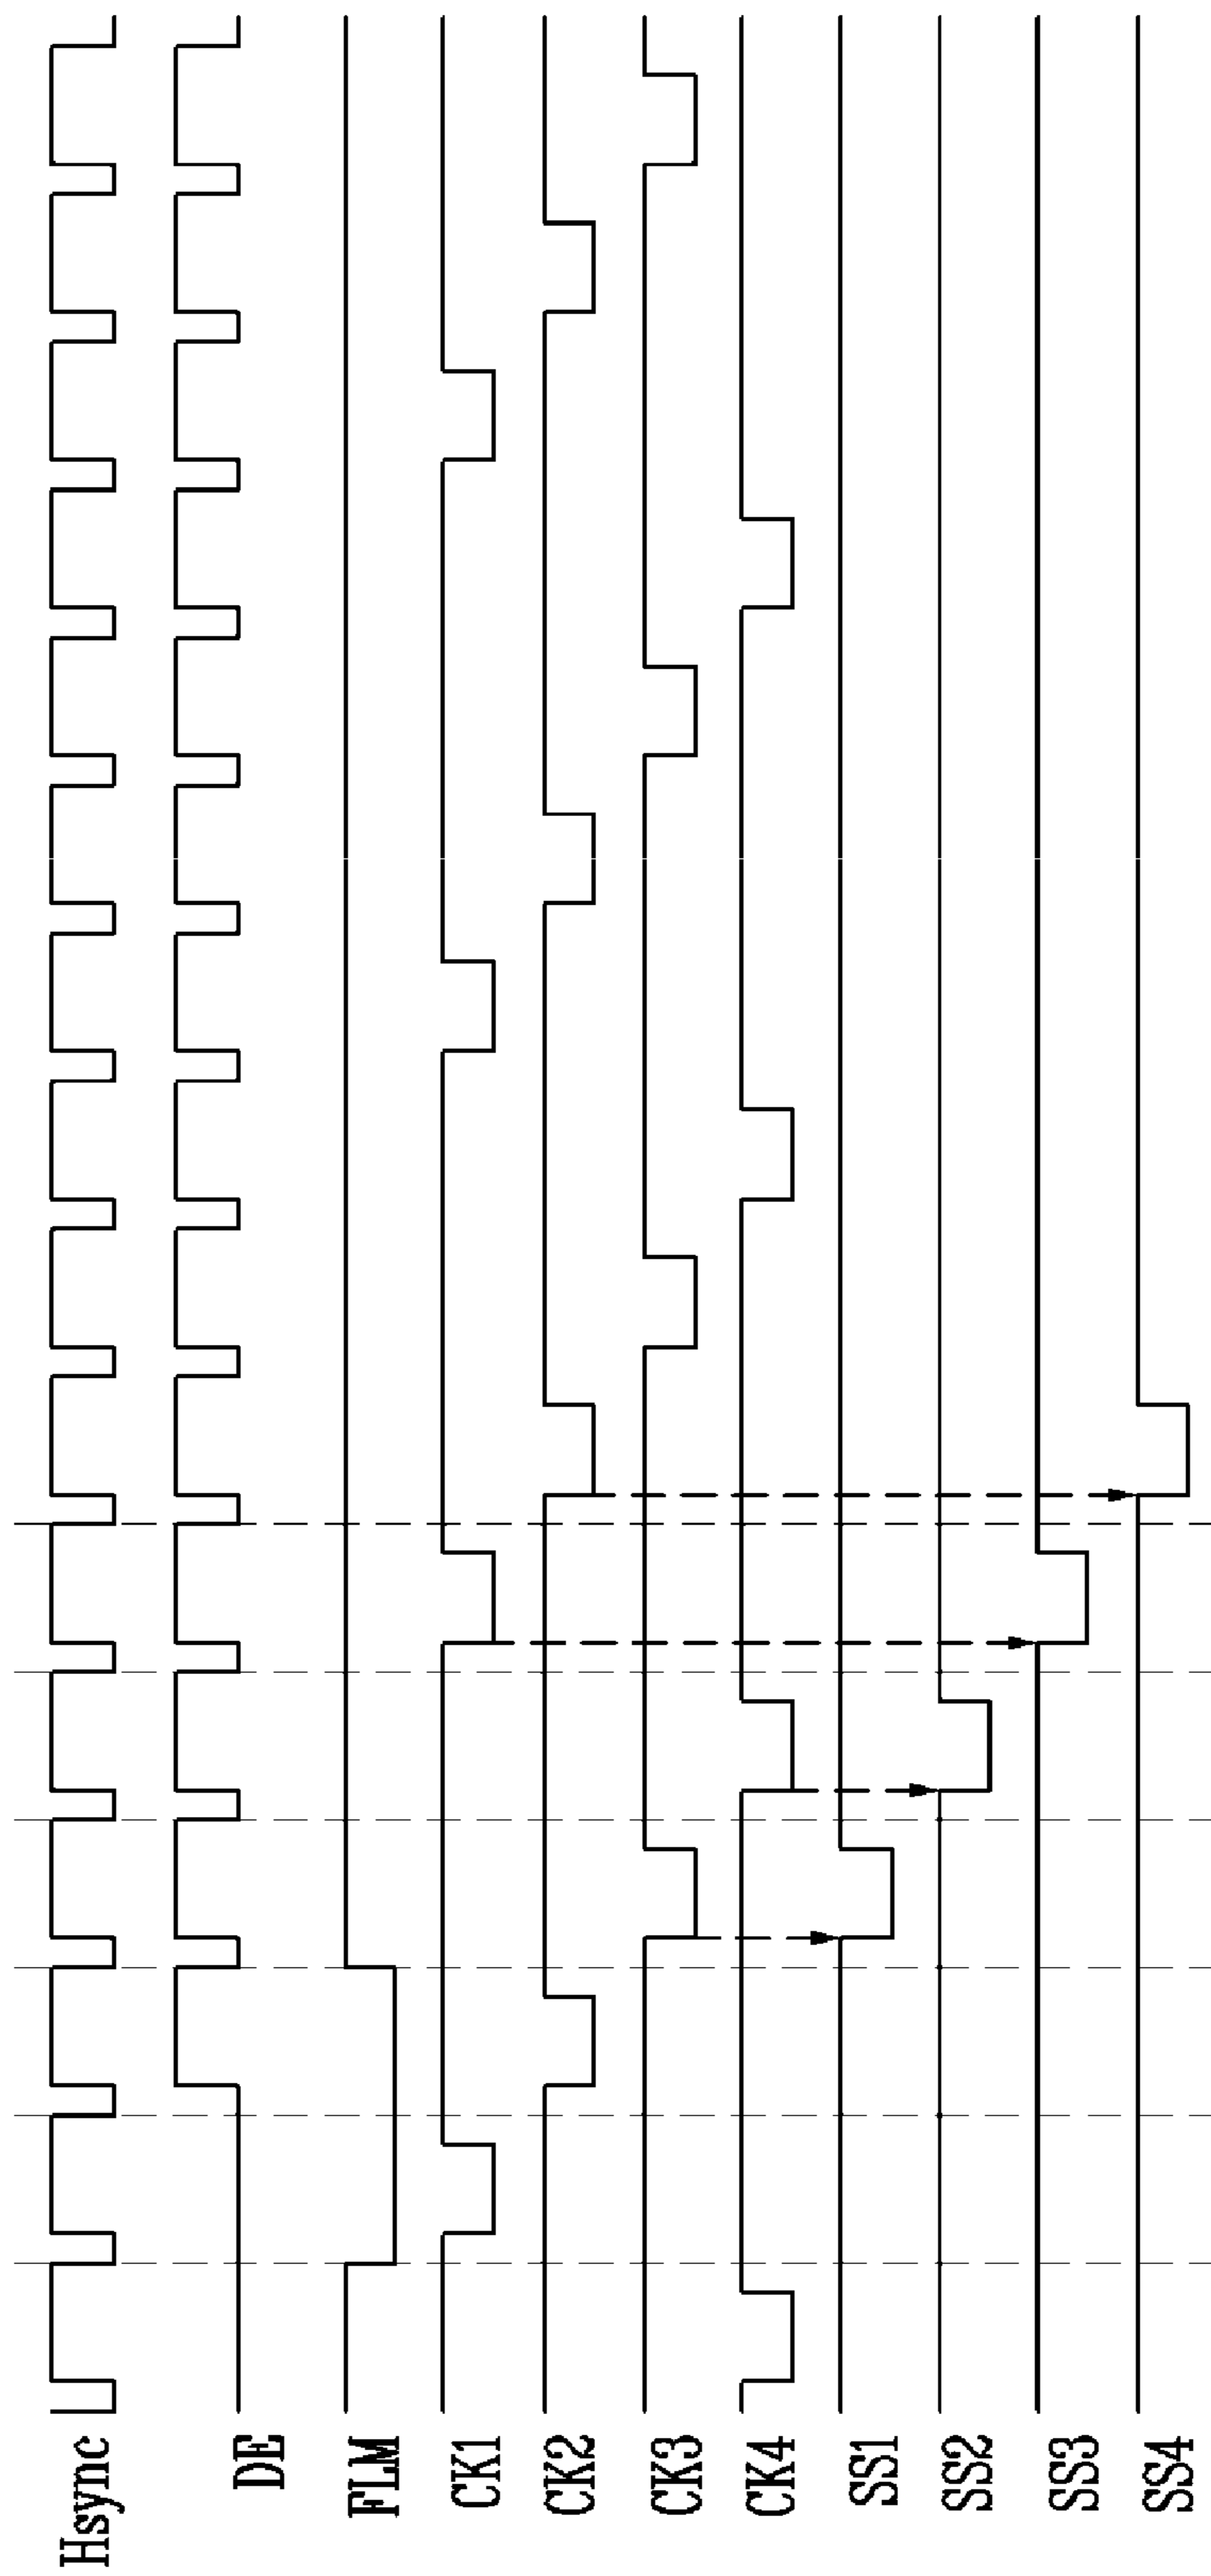 Hsync
DE
FLM
CK1
CK2
CK3
CK4
SS1
SS2
SS3
SS4